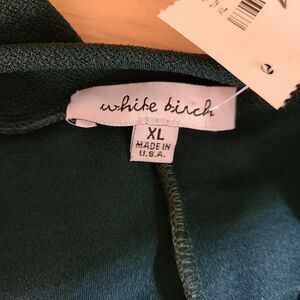 white birch
XL
MADE IN
U.S.A.